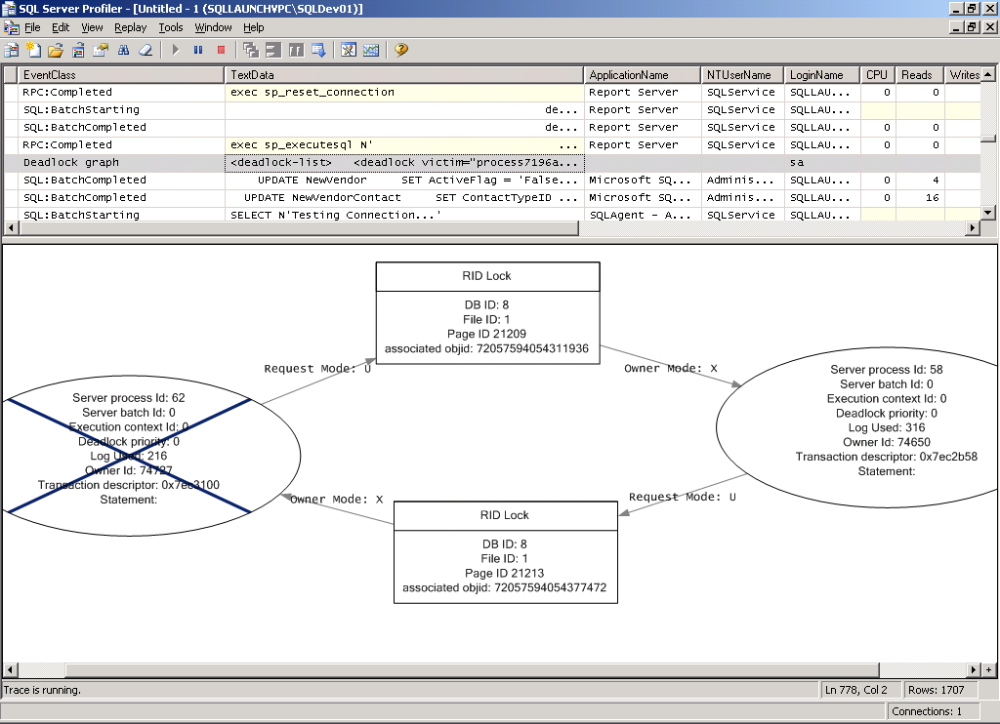 SQL Server Profiler - [Untitled - 1 (SQLLAUNCHVPC\SQLDev01)]
File Edit View Replay Tools Window Help
EventClass TextData ApplicationName NTUserName LoginName CPU Reads Writes
RPC:Completed exec sp_reset_connection Report Server SQLService SQLLAU... 0 0
SQL:BatchStarting de... Report Server SQLService SQLLAU...
SQL:BatchCompleted de... Report Server SQLService SQLLAU... 0 0
RPC:Completed exec sp_executesql N' ... Report Server SQLService SQLLAU... 0 0
Deadlock graph <deadlock-list> <deadlock victim="process7196a... sa
SQL:BatchCompleted UPDATE NewVendor SET ActiveFlag = 'False... Microsoft SQ... Adminis... SQLLAU... 0 4
SQL:BatchCompleted UPDATE NewVendorContact SET ContactTypeID ... Microsoft SQ... Adminis... SQLLAU... 0 16
SQL:BatchStarting SELECT N'Testing Connection...' SQLAgent - A... SQLService SQLLAU...
RID Lock
DB ID: 8
File ID: 1
Page ID 21209
associated objid: 72057594054311936
Request Mode: U
Owner Mode: X
Server process Id: 62
Server batch Id: 0
Execution context Id: 0
Deadlock priority: 0
Log Used: 216
Owner Id: 74727
Transaction descriptor: 0x7ec3100
Statement:
Server process Id: 58
Server batch Id: 0
Execution context Id: 0
Deadlock priority: 0
Log Used: 316
Owner Id: 74650
Transaction descriptor: 0x7ec2b58
Statement:
Owner Mode: X
Request Mode: U
RID Lock
DB ID: 8
File ID: 1
Page ID 21213
associated objid: 72057594054377472
Trace is running. Ln 778, Col 2 Rows: 1707
Connections: 1